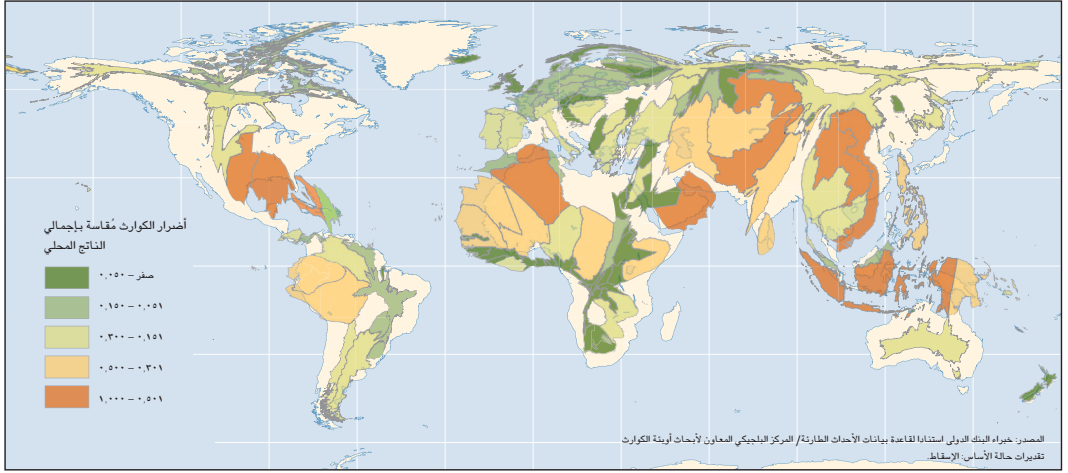 أضرار الكوارث مُقاسة بإجمالي
الناتج المحلي
صفر – ٠,٠٥٠
٠,٠٥١ – ٠,١٥٠
٠,١٥١ – ٠,٣٠٠
٠,٣٠١ – ٠,٥٠٠
٠,٥٠١ – ١,٠٠٠
المصدر: خبراء البنك الدولى استنادا لقاعدة بيانات الأحداث الطارئة/ المركز البلجيكي المعاون لأبحاث أوبئة الكوارث
تقديرات حالة الأساس: الإسقاط.